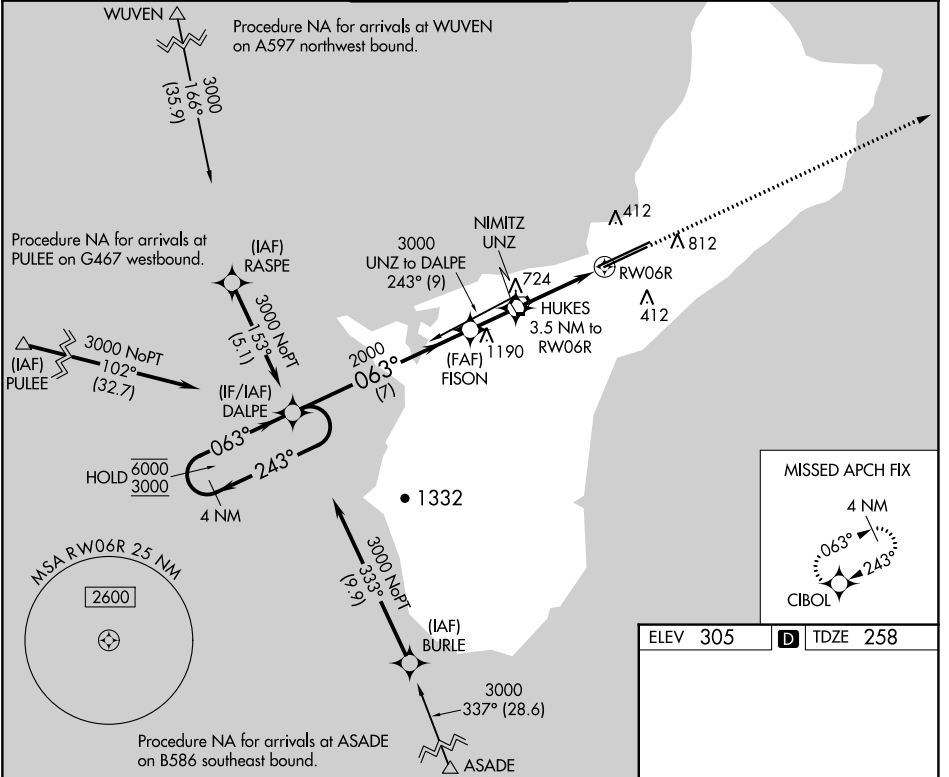 WUVEN
Procedure NA for arrivals at WUVEN
on A597 northwest bound.
3000
166°
(35.9)
Procedure NA for arrivals at
PULEE on G467 westbound.
(IAF)
RASPE
3000 NoPT
153°
(5.1)
3000
UNZ to DALPE
243° (9)
NIMITZ
UNZ
412
812
724
RW06R
HUKES
3.5 NM to
RW06R
412
1190
(FAF)
FISON
2000
063°
(7)
(IAF)
PULEE
3000 NoPT
102°
(32.7)
(IF/IAF)
DALPE
063°
243°
HOLD
6000
3000
4 NM
1332
MISSED APCH FIX
4 NM
063°
243°
CIBOL
MSA RW06R 25 NM
2600
3000 NoPT
333°
(9.9)
(IAF)
BURLE
3000
337° (28.6)
Procedure NA for arrivals at ASADE
on B586 southeast bound.
ASADE
ELEV 305 D TDZE 258